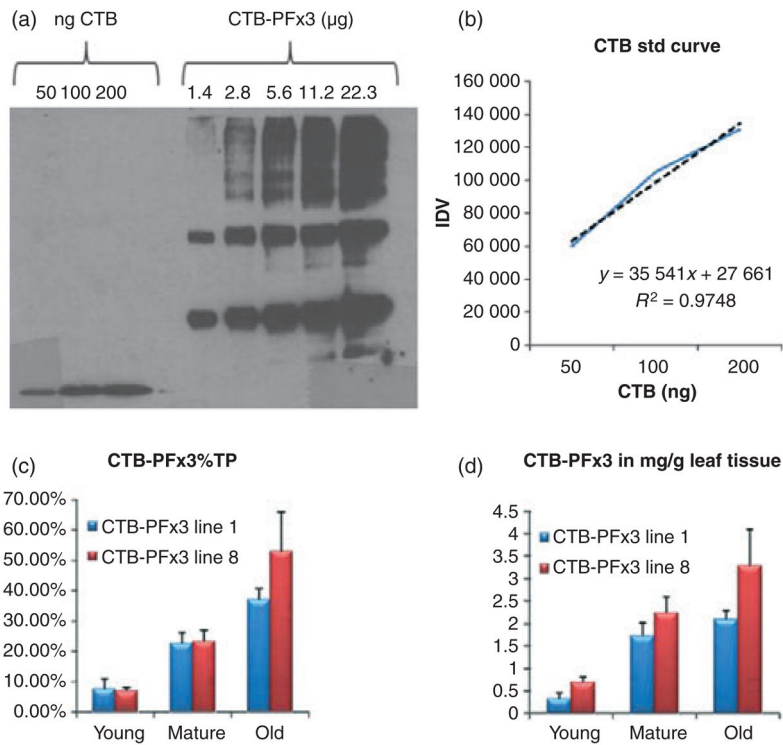 (a)
ng CTB
CTB-PFx3 (µg)
50 100 200
1.4 2.8 5.6 11.2 22.3
(b)
CTB std curve
160 000
140 000
120 000
100 000
80 000
60 000
40 000
20 000
0
IDV
y = 35 541x + 27 661
R² = 0.9748
50 100 200
CTB (ng)
(c)
CTB-PFx3%TP
70.00%
60.00%
50.00%
40.00%
30.00%
20.00%
10.00%
0.00%
CTB-PFx3 line 1
CTB-PFx3 line 8
Young Mature Old
(d)
CTB-PFx3 in mg/g leaf tissue
4.5
4
3.5
3
2.5
2
1.5
1
0.5
0
CTB-PFx3 line 1
CTB-PFx3 line 8
Young Mature Old